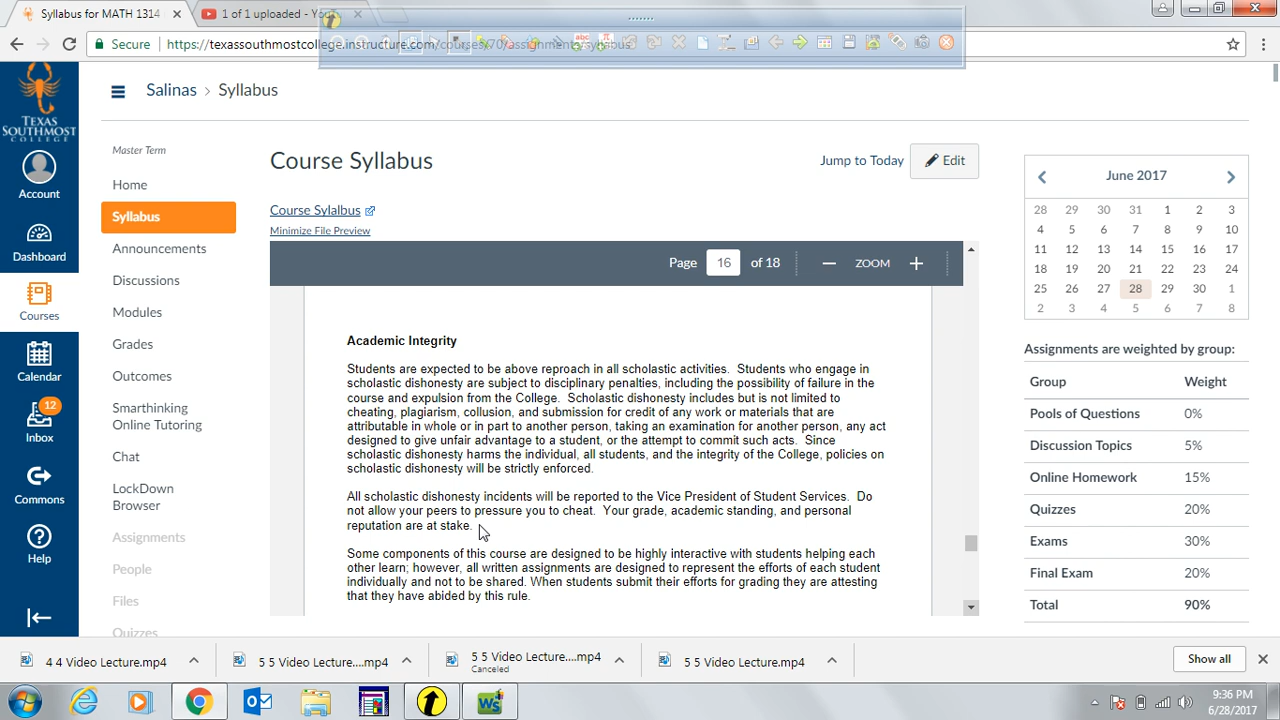 Syllabus for MATH 1314
1 of 1 uploaded - You
Secure
https://texassouthmostcollege.instructure.com/courses/70/assignments/syllabus
TEXAS
SOUTHMOST
COLLEGE
Account
Dashboard
Courses
Calendar
12
Inbox
Commons
Help
Salinas › Syllabus
Master Term
Home
Syllabus
Announcements
Discussions
Modules
Grades
Outcomes
Smarthinking
Online Tutoring
Chat
LockDown
Browser
Assignments
People
Files
Quizzes
Course Syllabus
Jump to Today
Edit
Course Sylalbus
Minimize File Preview
Page 16 of 18
ZOOM
Academic Integrity
Students are expected to be above reproach in all scholastic activities. Students who engage in
scholastic dishonesty are subject to disciplinary penalties, including the possibility of failure in the
course and expulsion from the College. Scholastic dishonesty includes but is not limited to
cheating, plagiarism, collusion, and submission for credit of any work or materials that are
attributable in whole or in part to another person, taking an examination for another person, any act
designed to give unfair advantage to a student, or the attempt to commit such acts. Since
scholastic dishonesty harms the individual, all students, and the integrity of the College, policies on
scholastic dishonesty will be strictly enforced.
All scholastic dishonesty incidents will be reported to the Vice President of Student Services. Do
not allow your peers to pressure you to cheat. Your grade, academic standing, and personal
reputation are at stake.
Some components of this course are designed to be highly interactive with students helping each
other learn; however, all written assignments are designed to represent the efforts of each student
individually and not to be shared. When students submit their efforts for grading they are attesting
that they have abided by this rule.
June 2017
28 29 30 31 1 2 3
4 5 6 7 8 9 10
11 12 13 14 15 16 17
18 19 20 21 22 23 24
25 26 27 28 29 30 1
2 3 4 5 6 7 8
Assignments are weighted by group:
Group Weight
Pools of Questions 0%
Discussion Topics 5%
Online Homework 15%
Quizzes 20%
Exams 30%
Final Exam 20%
Total 90%
4 4 Video Lecture.mp4
5 5 Video Lecture....mp4
5 5 Video Lecture....mp4
Canceled
5 5 Video Lecture.mp4
Show all
9:36 PM
6/28/2017